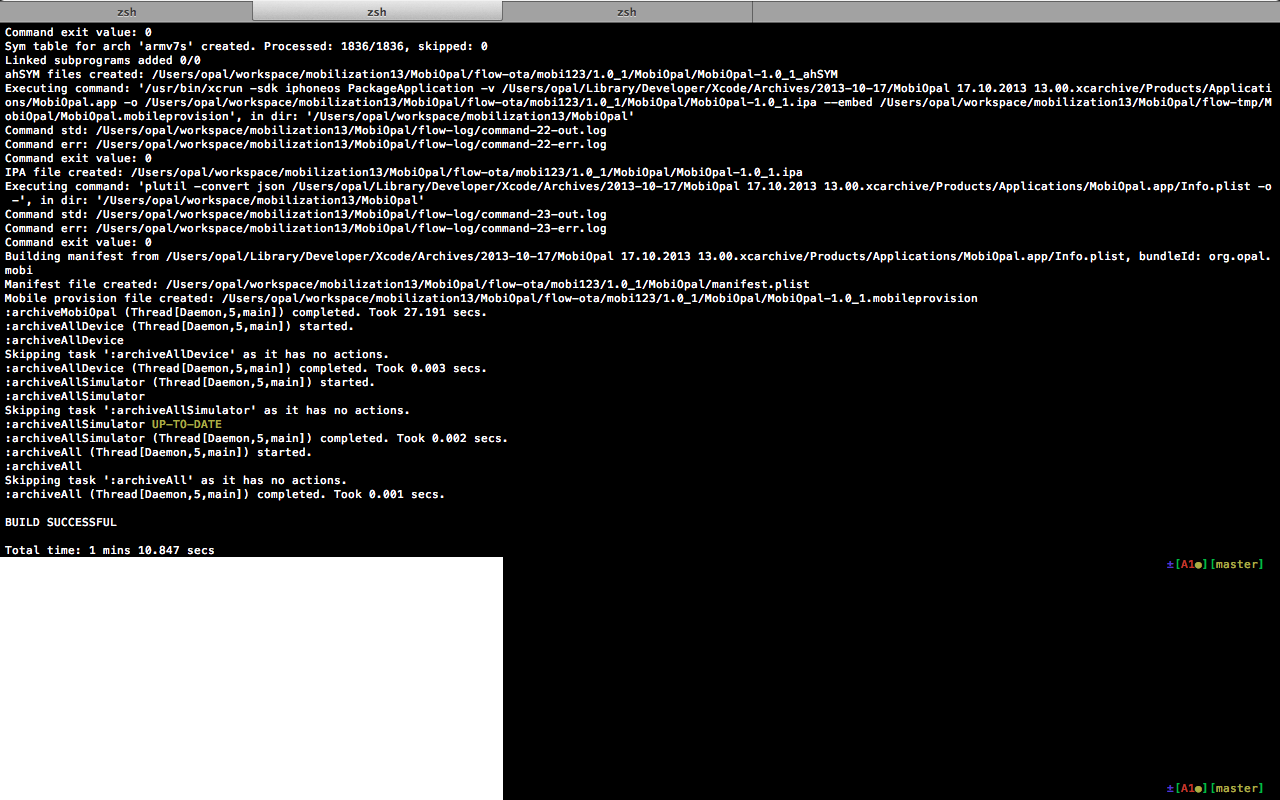 zsh zsh zsh
Command exit value: 0
Sym table for arch 'armv7s' created. Processed: 1836/1836, skipped: 0
Linked subprograms added 0/0
ahSYM files created: /Users/opal/workspace/mobilization13/MobiOpal/flow-ota/mobi123/1.0_1/MobiOpal/MobiOpal-1.0_1_ahSYM
Executing command: '/usr/bin/xcrun -sdk iphoneos PackageApplication -v /Users/opal/Library/Developer/Xcode/Archives/2013-10-17/MobiOpal 17.10.2013 13.00.xcarchive/Products/Applicati
ons/MobiOpal.app -o /Users/opal/workspace/mobilization13/MobiOpal/flow-ota/mobi123/1.0_1/MobiOpal/MobiOpal-1.0_1.ipa --embed /Users/opal/workspace/mobilization13/MobiOpal/flow-tmp/M
obiOpal/MobiOpal.mobileprovision', in dir: '/Users/opal/workspace/mobilization13/MobiOpal'
Command std: /Users/opal/workspace/mobilization13/MobiOpal/flow-log/command-22-out.log
Command err: /Users/opal/workspace/mobilization13/MobiOpal/flow-log/command-22-err.log
Command exit value: 0
IPA file created: /Users/opal/workspace/mobilization13/MobiOpal/flow-ota/mobi123/1.0_1/MobiOpal/MobiOpal-1.0_1.ipa
Executing command: 'plutil -convert json /Users/opal/Library/Developer/Xcode/Archives/2013-10-17/MobiOpal 17.10.2013 13.00.xcarchive/Products/Applications/MobiOpal.app/Info.plist -o
 -', in dir: '/Users/opal/workspace/mobilization13/MobiOpal'
Command std: /Users/opal/workspace/mobilization13/MobiOpal/flow-log/command-23-out.log
Command err: /Users/opal/workspace/mobilization13/MobiOpal/flow-log/command-23-err.log
Command exit value: 0
Building manifest from /Users/opal/Library/Developer/Xcode/Archives/2013-10-17/MobiOpal 17.10.2013 13.00.xcarchive/Products/Applications/MobiOpal.app/Info.plist, bundleId: org.opal.
mobi
Manifest file created: /Users/opal/workspace/mobilization13/MobiOpal/flow-ota/mobi123/1.0_1/MobiOpal/manifest.plist
Mobile provision file created: /Users/opal/workspace/mobilization13/MobiOpal/flow-ota/mobi123/1.0_1/MobiOpal/MobiOpal-1.0_1.mobileprovision
:archiveMobiOpal (Thread[Daemon,5,main]) completed. Took 27.191 secs.
:archiveAllDevice (Thread[Daemon,5,main]) started.
:archiveAllDevice
Skipping task ':archiveAllDevice' as it has no actions.
:archiveAllDevice (Thread[Daemon,5,main]) completed. Took 0.003 secs.
:archiveAllSimulator (Thread[Daemon,5,main]) started.
:archiveAllSimulator
Skipping task ':archiveAllSimulator' as it has no actions.
:archiveAllSimulator UP-TO-DATE
:archiveAllSimulator (Thread[Daemon,5,main]) completed. Took 0.002 secs.
:archiveAll (Thread[Daemon,5,main]) started.
:archiveAll
Skipping task ':archiveAll' as it has no actions.
:archiveAll (Thread[Daemon,5,main]) completed. Took 0.001 secs.
BUILD SUCCESSFUL
Total time: 1 mins 10.847 secs
±[A1●][master]
±[A1●][master]